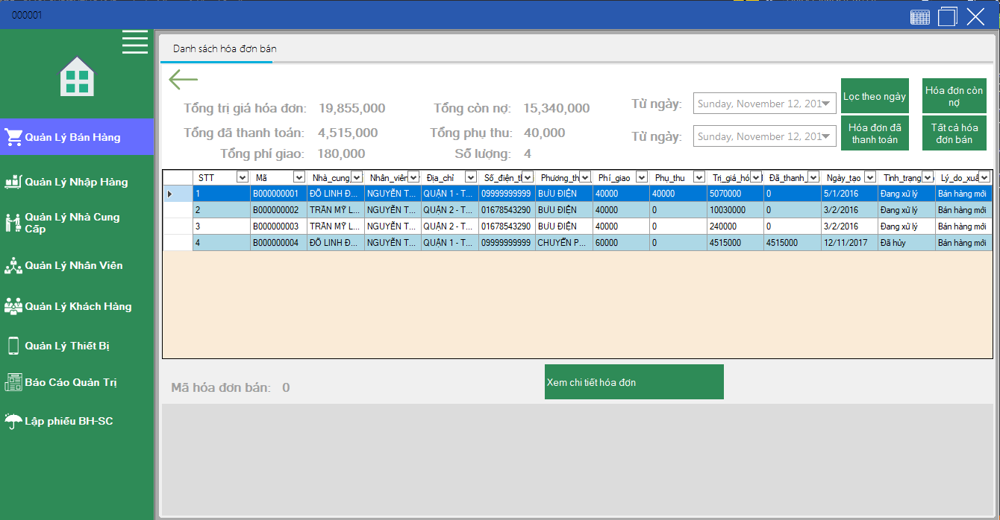 000001
Quản Lý Bán Hàng
Quản Lý Nhập Hàng
Quản Lý Nhà Cung
Cấp
Quản Lý Nhân Viên
Quản Lý Khách Hàng
Quản Lý Thiết Bị
Báo Cáo Quản Trị
Lập phiếu BH-SC
Danh sách hóa đơn bán
Tổng trị giá hóa đơn: 19,855,000 Tổng còn nợ: 15,340,000 Từ ngày: Sunday, November 12, 201
Tổng đã thanh toán: 4,515,000 Tổng phụ thu: 40,000 Từ ngày: Sunday, November 12, 201
Tổng phí giao: 180,000 Số lượng: 4
Lọc theo ngày
Hóa đơn còn
nợ
Hóa đơn đã
thanh toán
Tất cả hóa
đơn bán
STT Mã Nhà_cung Nhân_viên Địa_chỉ Số_điện_t Phương_th Phí_giao Phụ_thu Trị_giá_hó Đã_thanh_ Ngày_tạo Tình_trạng Lý_do_xuấ
1 B000000001 ĐỖ LINH Đ... NGUYỄN T... QUẬN 1 - T... 09999999999 BƯU ĐIỆN 40000 40000 5070000 0 5/1/2016 Đang xử lý Bán hàng mới
2 B000000002 TRẦN MỸ L... NGUYỄN T... QUẬN 2 - T... 01678543290 BƯU ĐIỆN 40000 0 10030000 0 3/2/2016 Đang xử lý Bán hàng mới
3 B000000003 TRẦN MỸ L... NGUYỄN T... QUẬN 2 - T... 01678543290 BƯU ĐIỆN 40000 0 240000 0 3/2/2016 Đang xử lý Bán hàng mới
4 B000000004 ĐỖ LINH Đ... NGUYỄN T... QUẬN 1 - T... 09999999999 CHUYỂN P... 60000 0 4515000 4515000 12/11/2017 Đã hủy Bán hàng mới
Mã hóa đơn bán: 0
Xem chi tiết hóa đơn